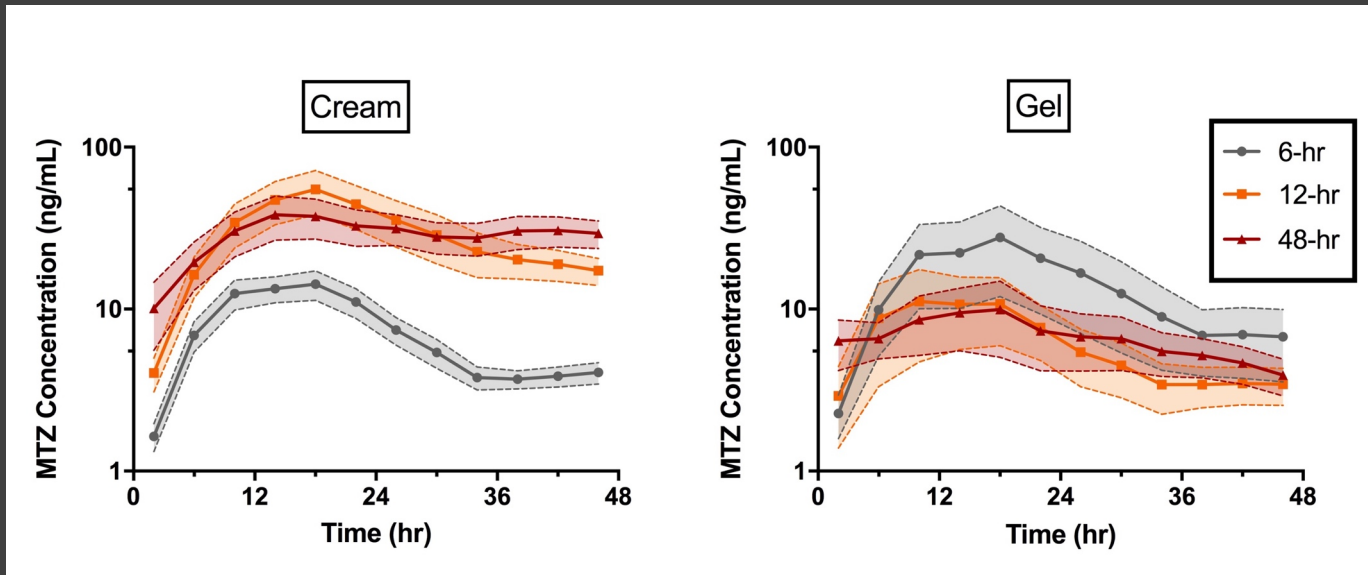 Cream
MTZ Concentration (ng/mL)
100
10
1
0
12
24
36
48
Time (hr)
Gel
MTZ Concentration (ng/mL)
100
10
1
0
12
24
36
48
Time (hr)
6-hr
12-hr
48-hr